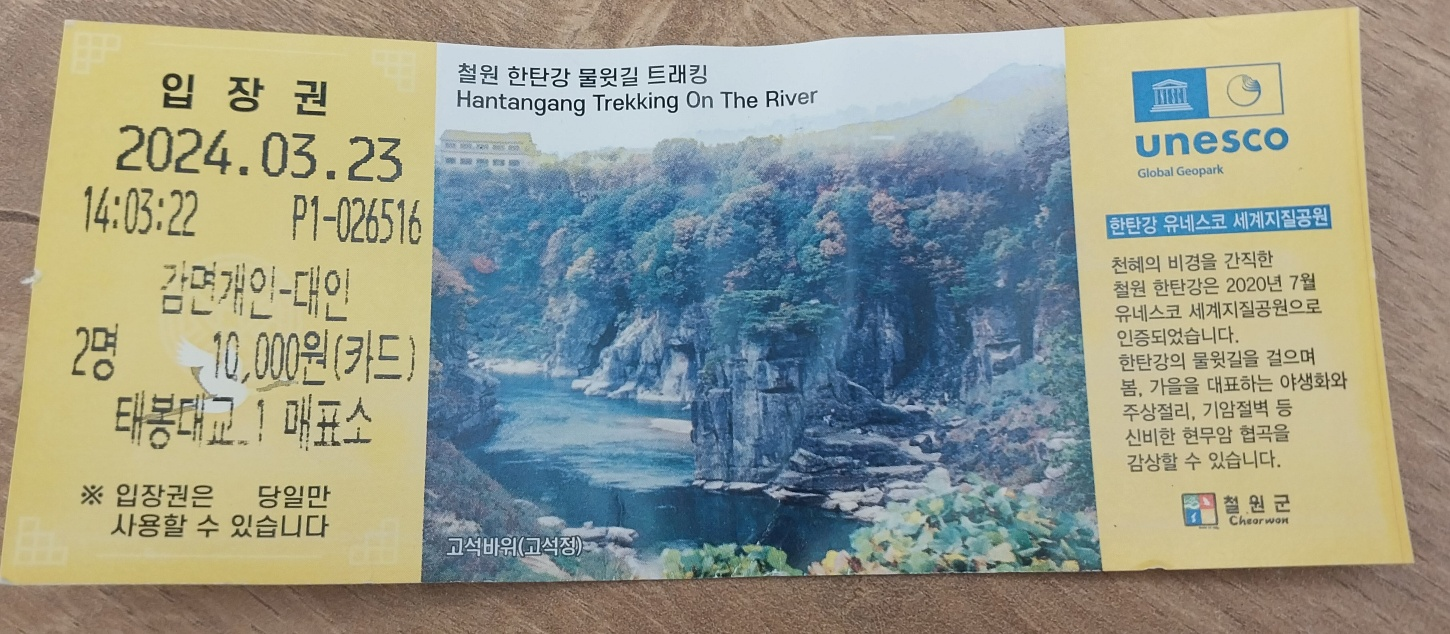 입 장 권
2024.03.23
14:03:22 P1-026516
감면개인-대인
2명 10,000원(카드)
태봉대교_1 매표소
※ 입장권은 당일만
사용할 수 있습니다
철원 한탄강 물윗길 트래킹
Hantangang Trekking On The River
고석바위(고석정)
unesco
Global Geopark
한탄강 유네스코 세계지질공원
천혜의 비경을 간직한
철원 한탄강은 2020년 7월
유네스코 세계지질공원으로
인증되었습니다.
한탄강의 물윗길을 걸으며
봄, 가을을 대표하는 야생화와
주상절리, 기암절벽 등
신비한 현무암 협곡을
감상할 수 있습니다.
철원군
Cheorwon